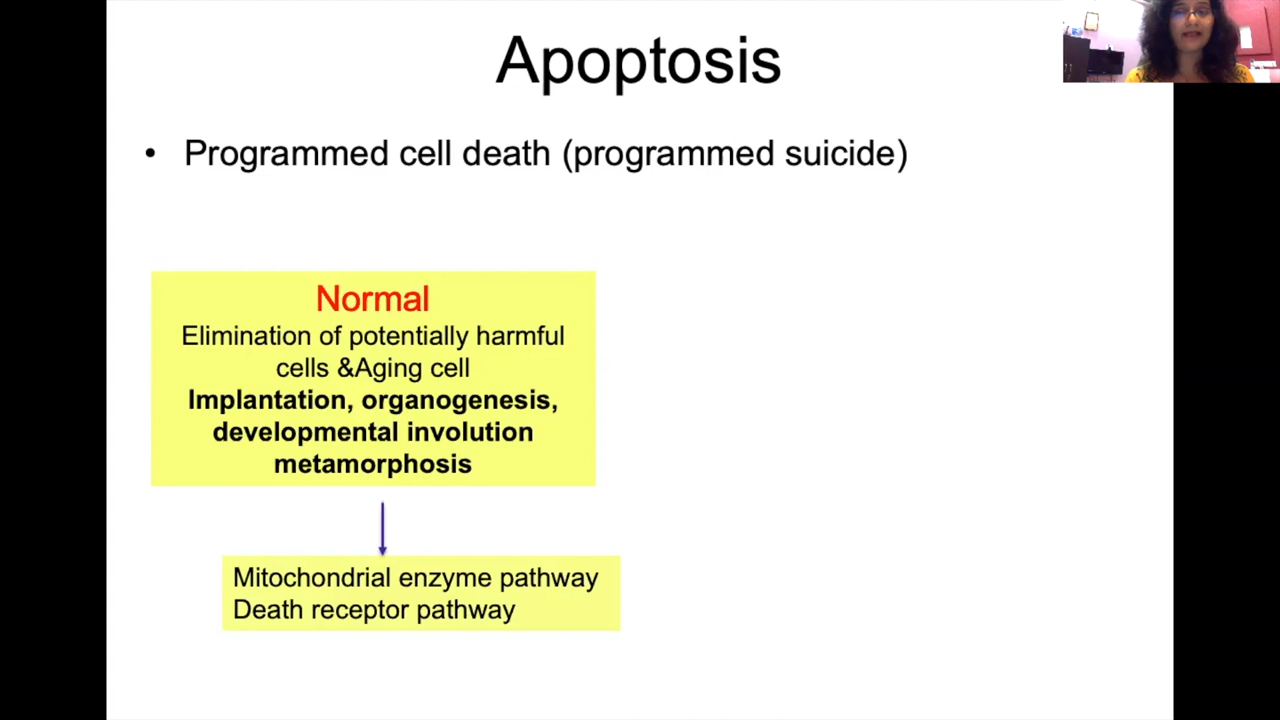 Apoptosis
• Programmed cell death (programmed suicide)
Normal
Elimination of potentially harmful
cells &Aging cell
Implantation, organogenesis,
developmental involution
metamorphosis
Mitochondrial enzyme pathway
Death receptor pathway